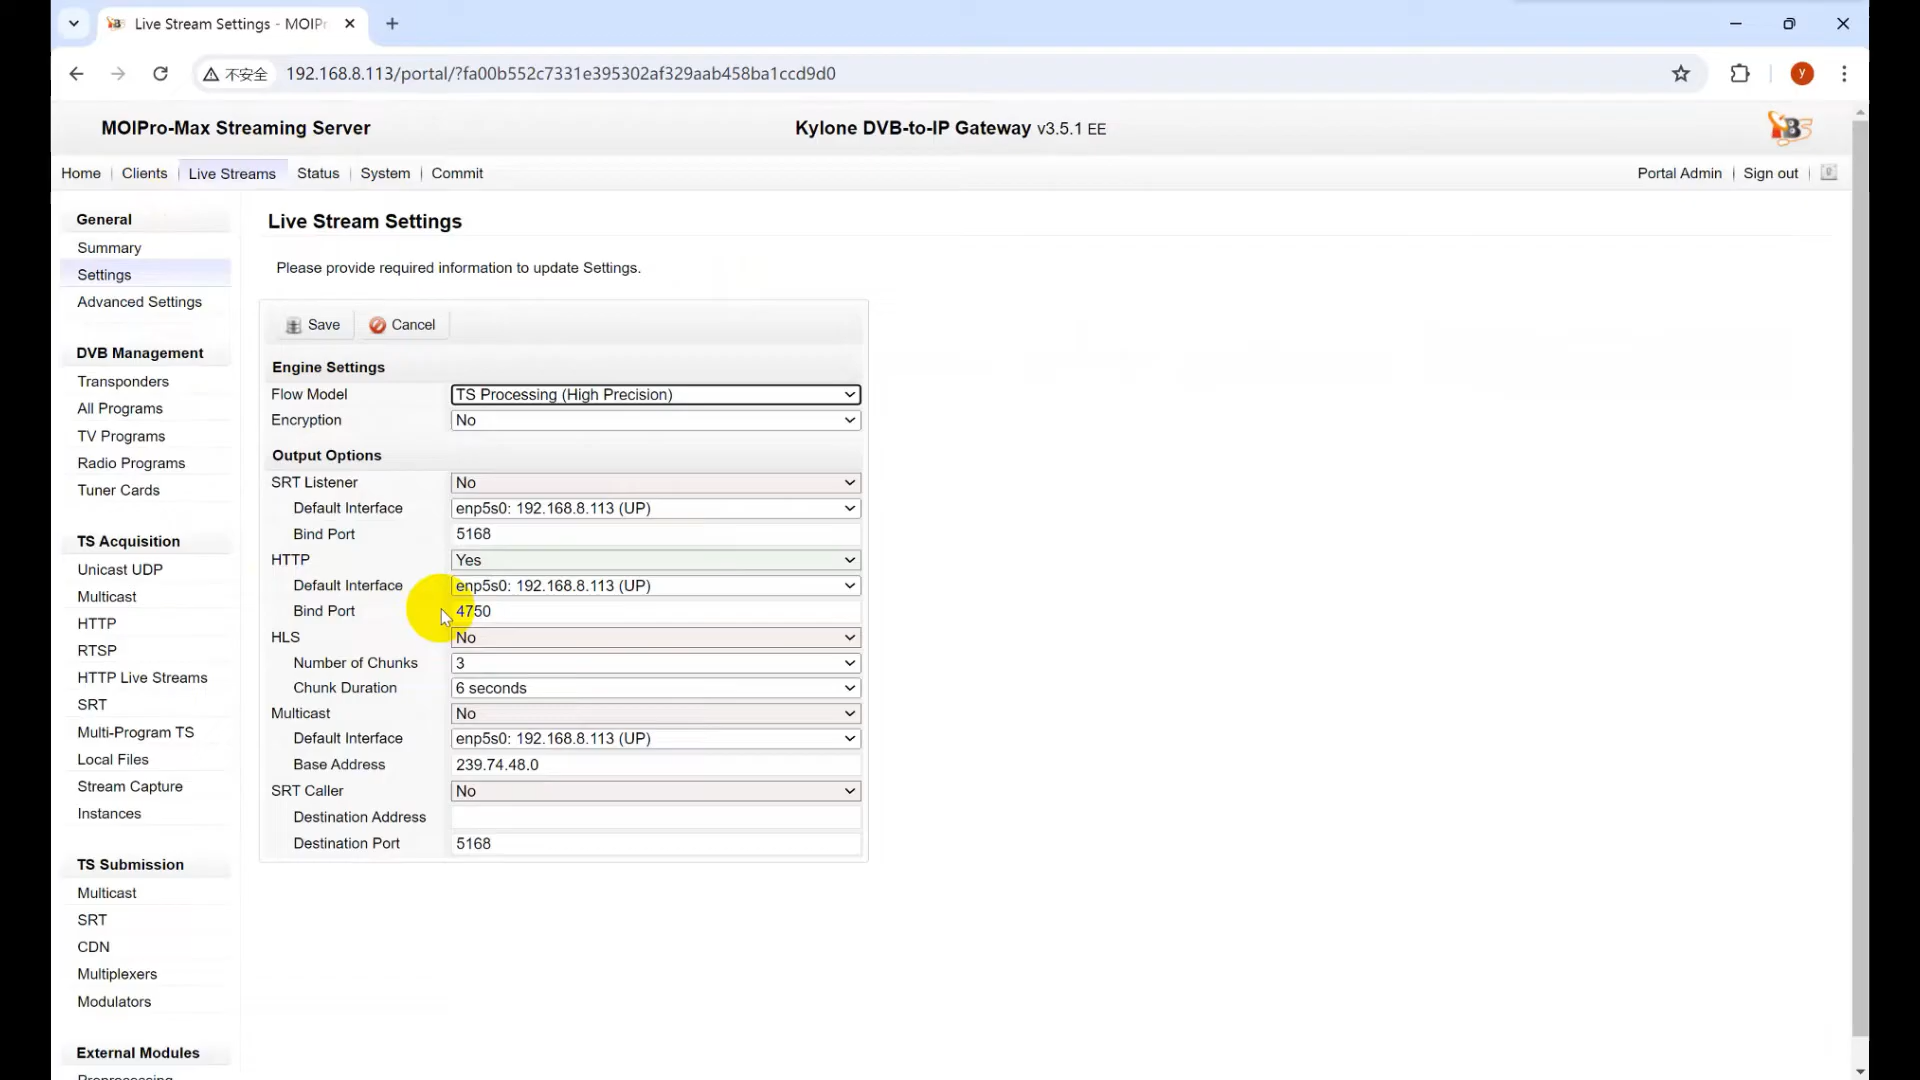 Live Stream Settings - MOIPr
不安全 192.168.8.113/portal/?fa00b552c7331e395302af329aab458ba1ccd9d0 y
MOIPro-Max Streaming Server Kylone DVB-to-IP Gateway v3.5.1 EE
Home Clients Live Streams Status System Commit Portal Admin Sign out
General
Summary
Settings
Advanced Settings
DVB Management
Transponders
All Programs
TV Programs
Radio Programs
Tuner Cards
TS Acquisition
Unicast UDP
Multicast
HTTP
RTSP
HTTP Live Streams
SRT
Multi-Program TS
Local Files
Stream Capture
Instances
TS Submission
Multicast
SRT
CDN
Multiplexers
Modulators
External Modules
Preprocessing
Live Stream Settings
Please provide required information to update Settings.
Save Cancel
Engine Settings
Flow Model TS Processing (High Precision)
Encryption No
Output Options
SRT Listener No
Default Interface enp5s0: 192.168.8.113 (UP)
Bind Port 5168
HTTP Yes
Default Interface enp5s0: 192.168.8.113 (UP)
Bind Port 4750
HLS No
Number of Chunks 3
Chunk Duration 6 seconds
Multicast No
Default Interface enp5s0: 192.168.8.113 (UP)
Base Address 239.74.48.0
SRT Caller No
Destination Address
Destination Port 5168